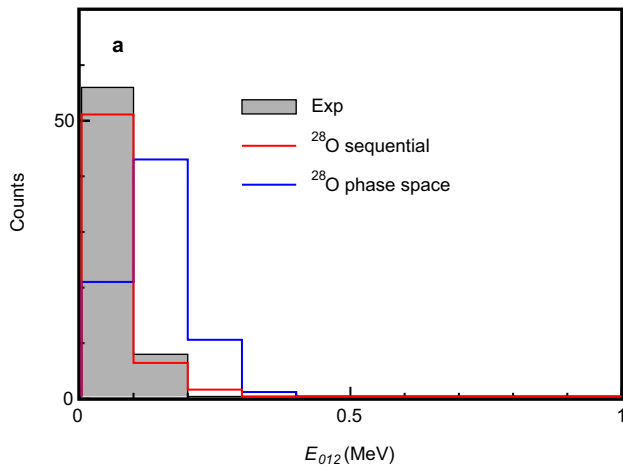 a
Exp
²⁸O sequential
²⁸O phase space
50
0
0
0.5
1
Counts
E₀₁₂ (MeV)